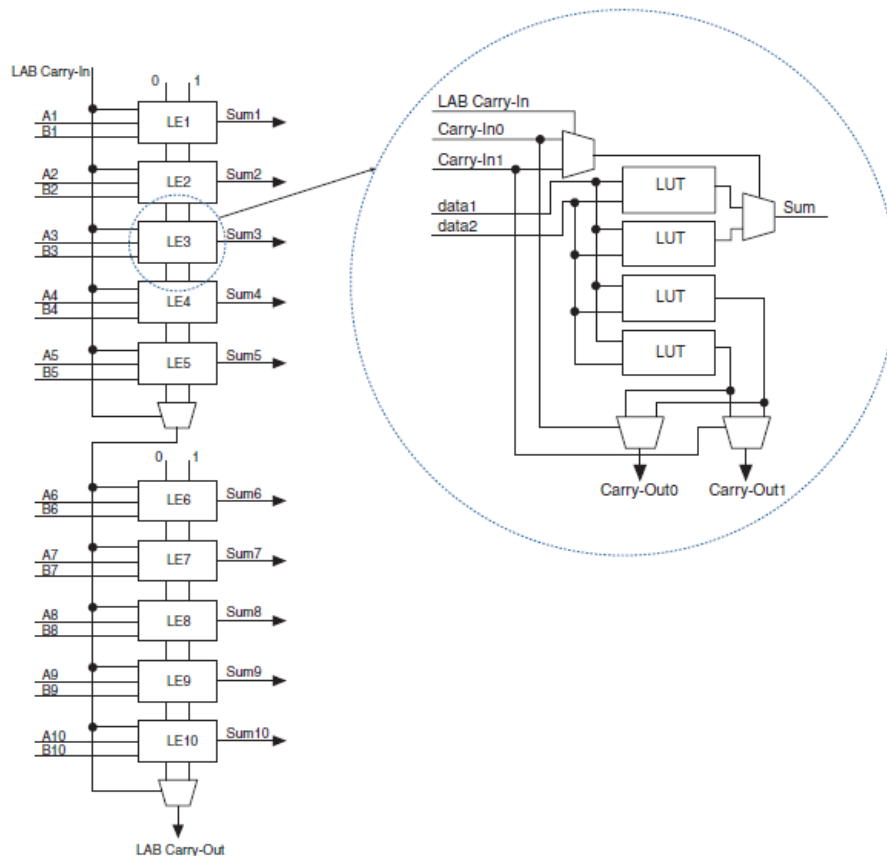 LAB Carry-In
0 1
A1
B1
LE1
Sum1
A2
B2
LE2
Sum2
A3
B3
LE3
Sum3
A4
B4
LE4
Sum4
A5
B5
LE5
Sum5
0 1
A6
B6
LE6
Sum6
A7
B7
LE7
Sum7
A8
B8
LE8
Sum8
A9
B9
LE9
Sum9
A10
B10
LE10
Sum10
LAB Carry-Out
LAB Carry-In
Carry-In0
Carry-In1
data1
data2
LUT
LUT
LUT
LUT
Sum
Carry-Out0 Carry-Out1